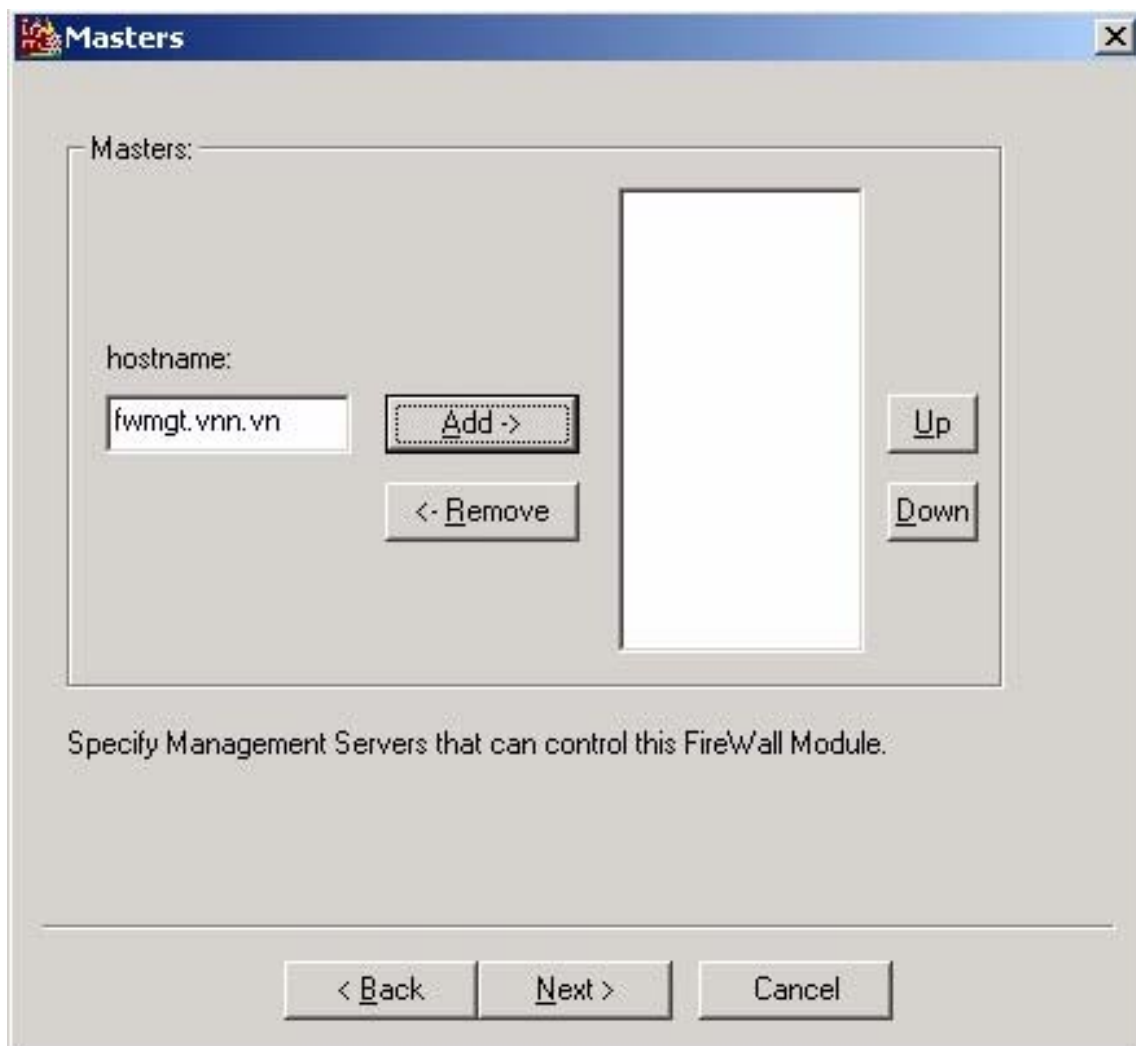 Masters
Masters:
hostname:
fwmgt.vnn.vn
Add ->
<- Remove
Up
Down
Specify Management Servers that can control this FireWall Module.
< Back
Next >
Cancel